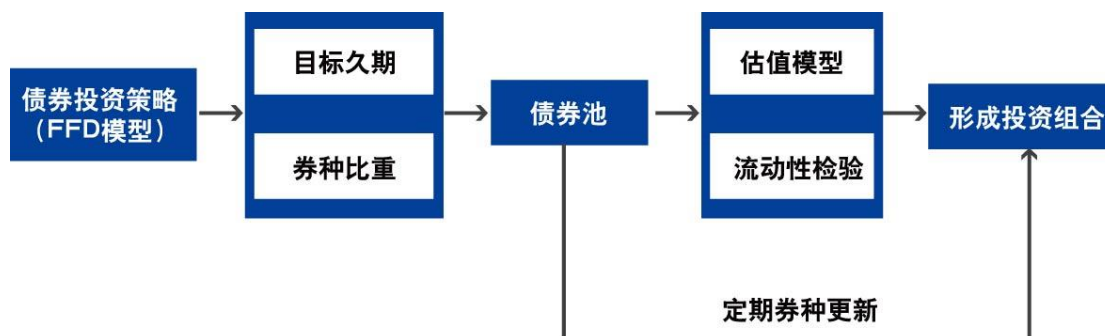 债券投资策略
（FFD模型）
目标久期
券种比重
债券池
估值模型
流动性检验
形成投资组合
定期券种更新